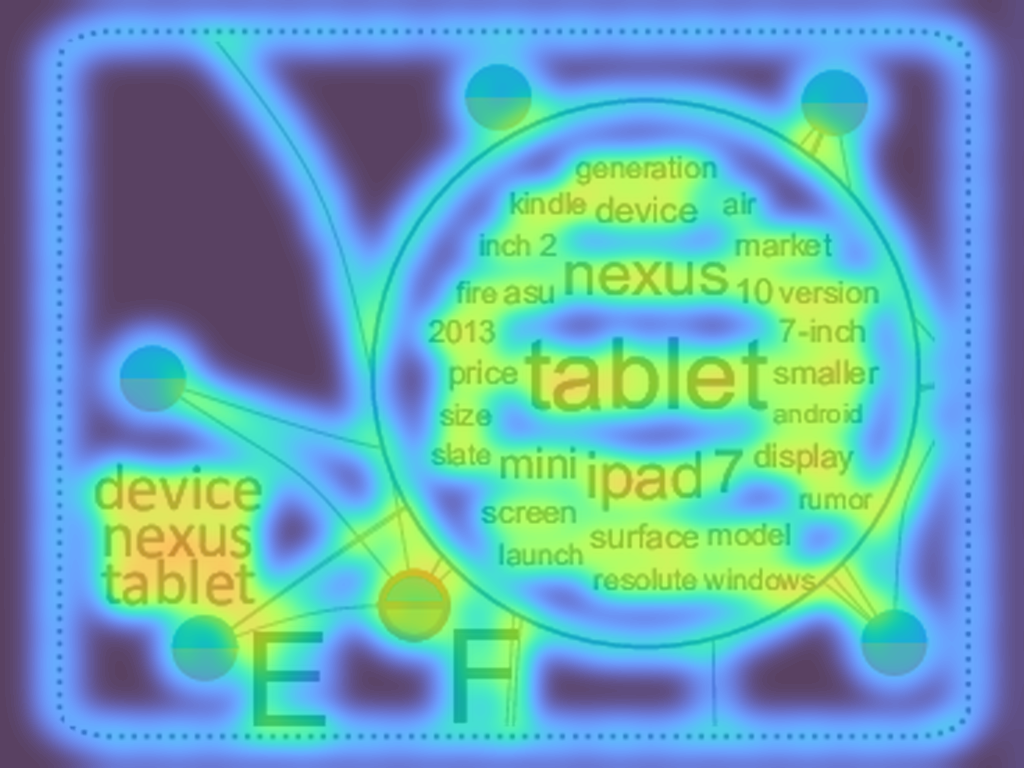 generation
kindle device air
inch 2 market
nexus
fire asu 10 version
2013 7-inch
tablet
price smaller
size android
slate mini ipad 7 display
rumor
screen
surface model
launch
resolute windows
device
nexus
tablet
E F